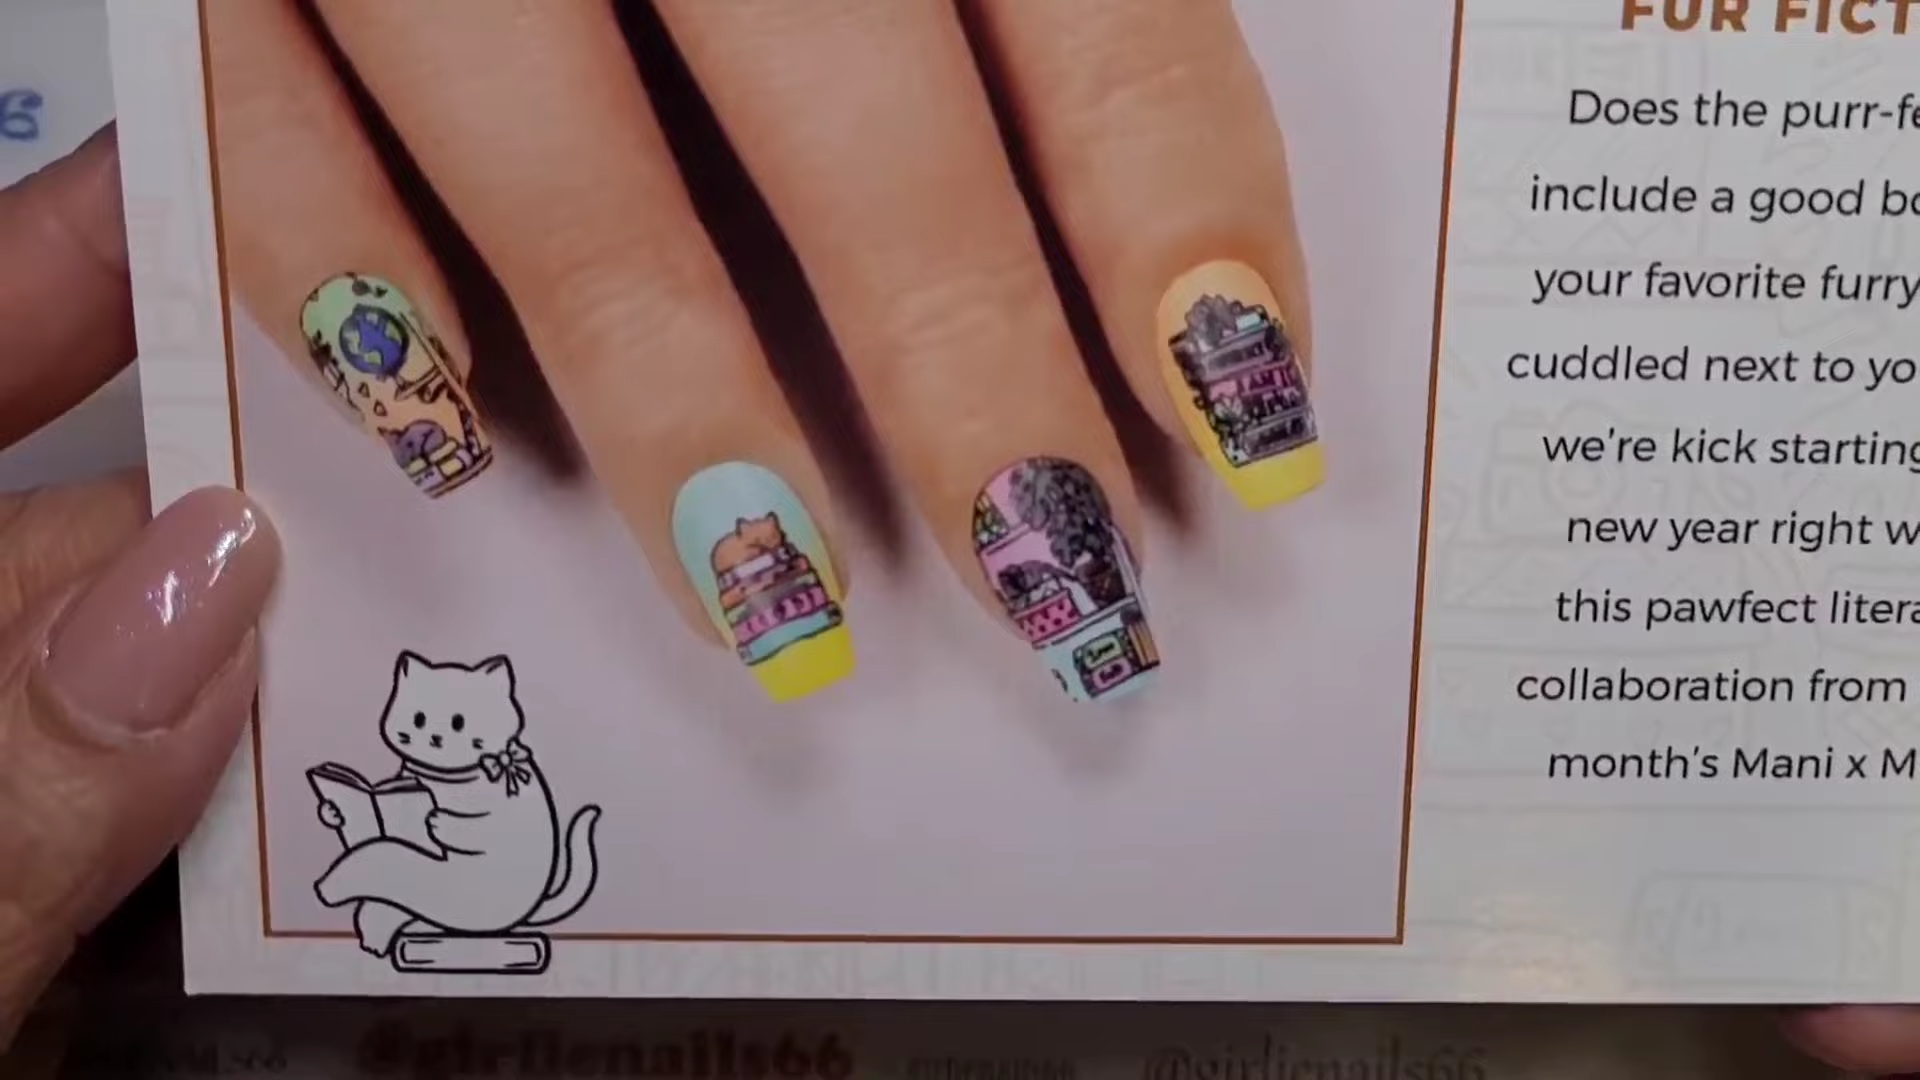 6
FUR FICT
Does the purr-fe
include a good bo
your favorite furry
cuddled next to yo
we're kick starting
new year right w
this pawfect litera
collaboration from
month's Mani x M
@girlienails66 @girlienails66